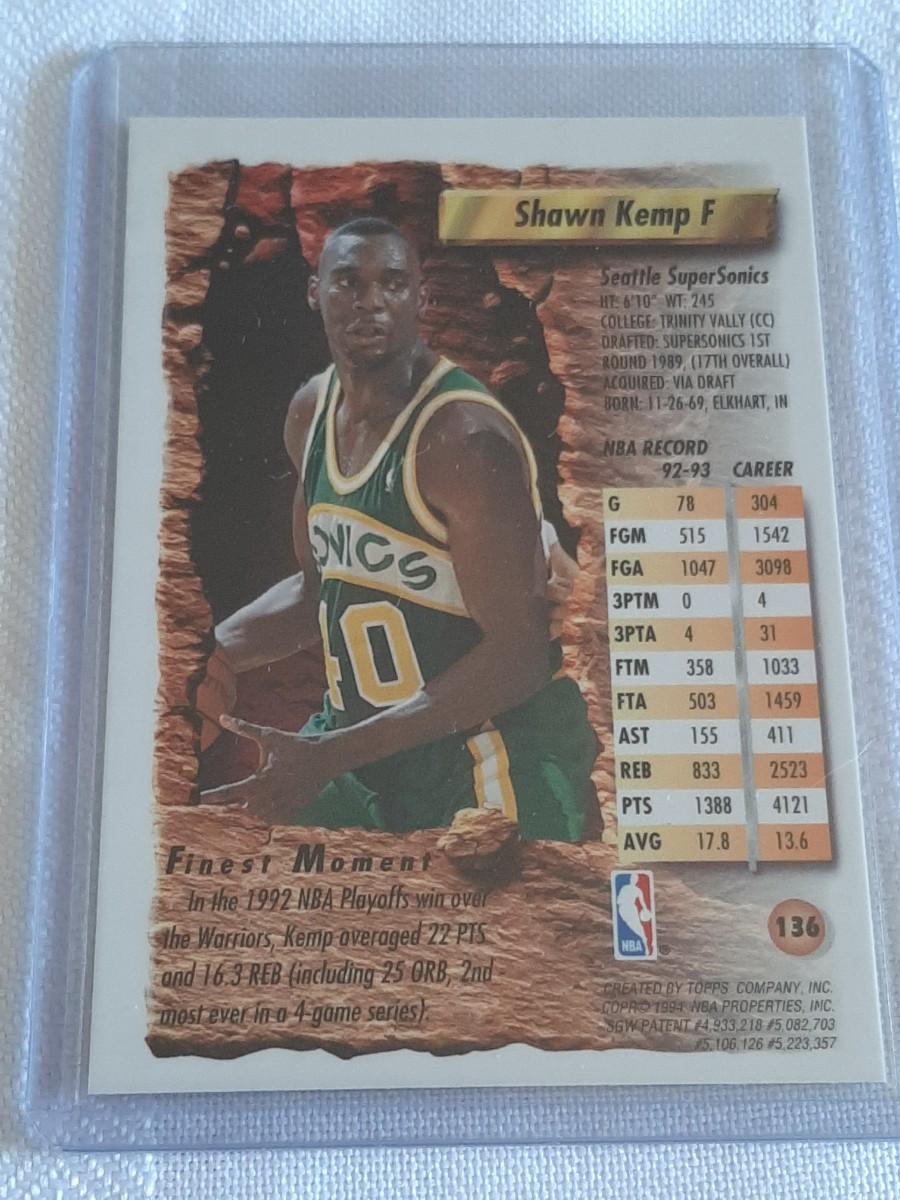 Shawn Kemp F
Seattle SuperSonics
HT: 6'10" WT: 245
COLLEGE: TRINITY VALLY (CC)
DRAFTED: SUPERSONICS 1ST
ROUND 1989, (17TH OVERALL)
ACQUIRED: VIA DRAFT
BORN: 11-26-69, ELKHART, IN
NBA RECORD
92-93 CAREER
G 78 304
FGM 515 1542
FGA 1047 3098
3PTM 0 4
3PTA 4 31
FTM 358 1033
FTA 503 1459
AST 155 411
REB 833 2523
PTS 1388 4121
AVG 17.8 13.6
ONICS
40
Finest Moment
In the 1992 NBA Playoffs win over
the Warriors, Kemp averaged 22 PTS
and 16.3 REB (including 25 ORB, 2nd
most ever in a 4-game series).
NBA ®
136
CREATED BY TOPPS COMPANY, INC.
COPR © 1994 NBA PROPERTIES, INC.
SGW PATENT #4,933,218 #5,082,703
#5,106,126 #5,223,357